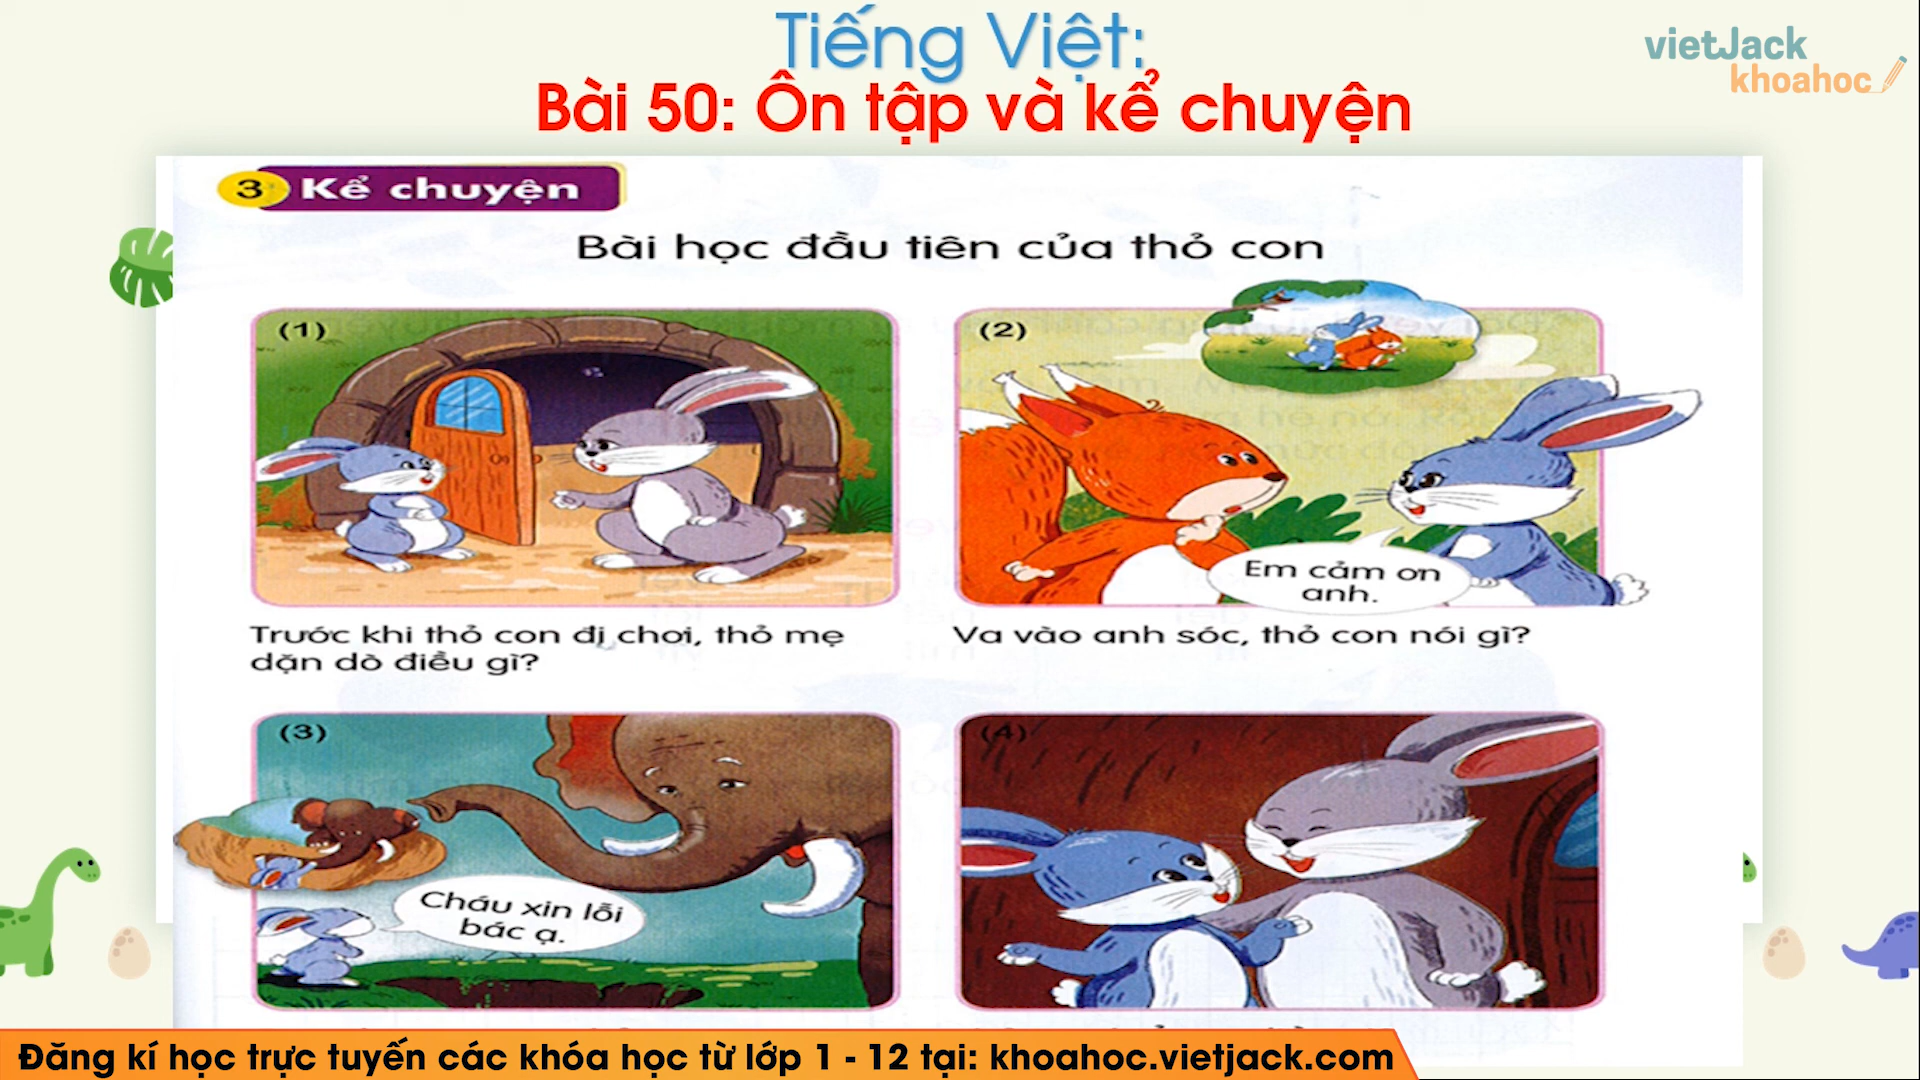 Tiếng Việt:
Bài 50: Ôn tập và kể chuyện
vietJack
khoahoc
3 Kể chuyện
Bài học đầu tiên của thỏ con
(1)
(2)
Em cảm ơn
anh.
Trước khi thỏ con đi chơi, thỏ mẹ
dặn dò điều gì?
Va vào anh sóc, thỏ con nói gì?
(3)
(4)
Cháu xin lỗi
bác ạ.
Đăng kí học trực tuyến các khóa học từ lớp 1 - 12 tại: khoahoc.vietjack.com